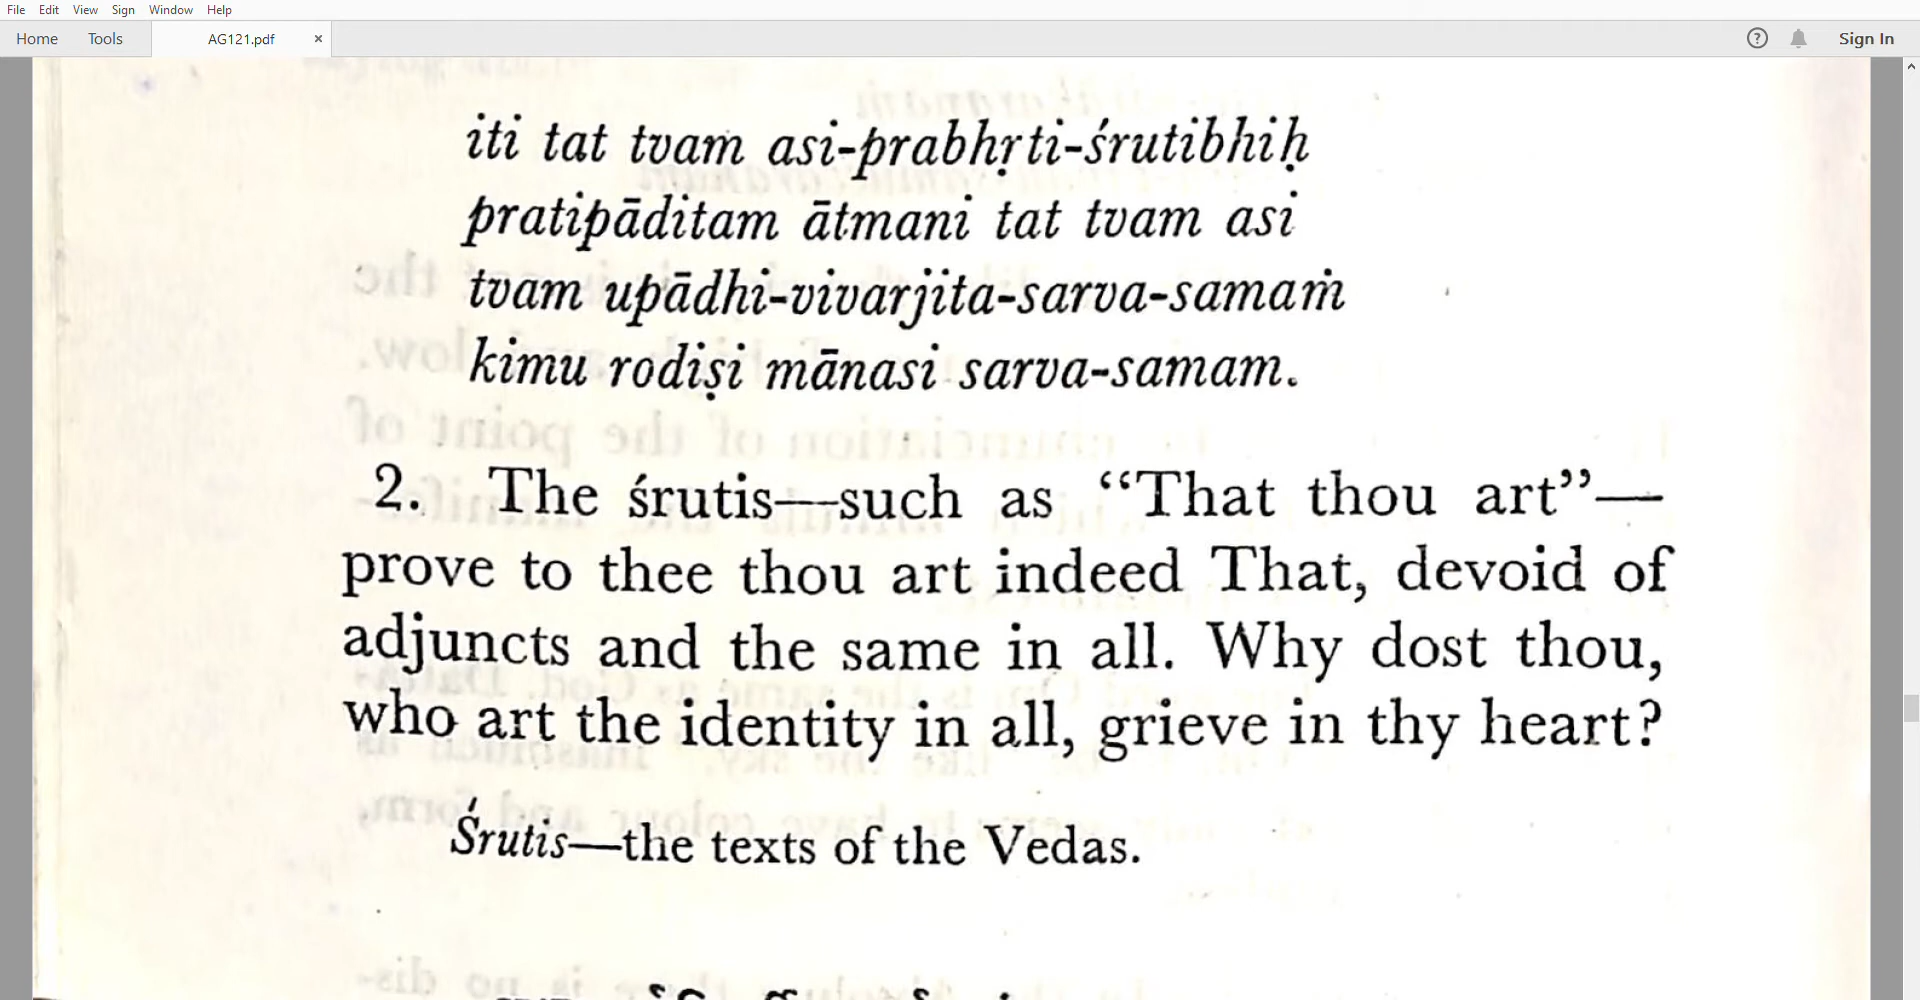 File Edit View Sign Window Help
Home Tools AG121.pdf × ? Sign In
iti tat tvaṁ asi-prabhṛti-śrutibhiḥ
pratipāditam ātmani tat tvam asi
tvam upādhi-vivarjita-sarva-samaṁ
kimu rodiṣi mānasi sarva-samam.
2. The śrutis—such as “That thou art”—
prove to thee thou art indeed That, devoid of
adjuncts and the same in all. Why dost thou,
who art the identity in all, grieve in thy heart?
Śrutis—the texts of the Vedas.